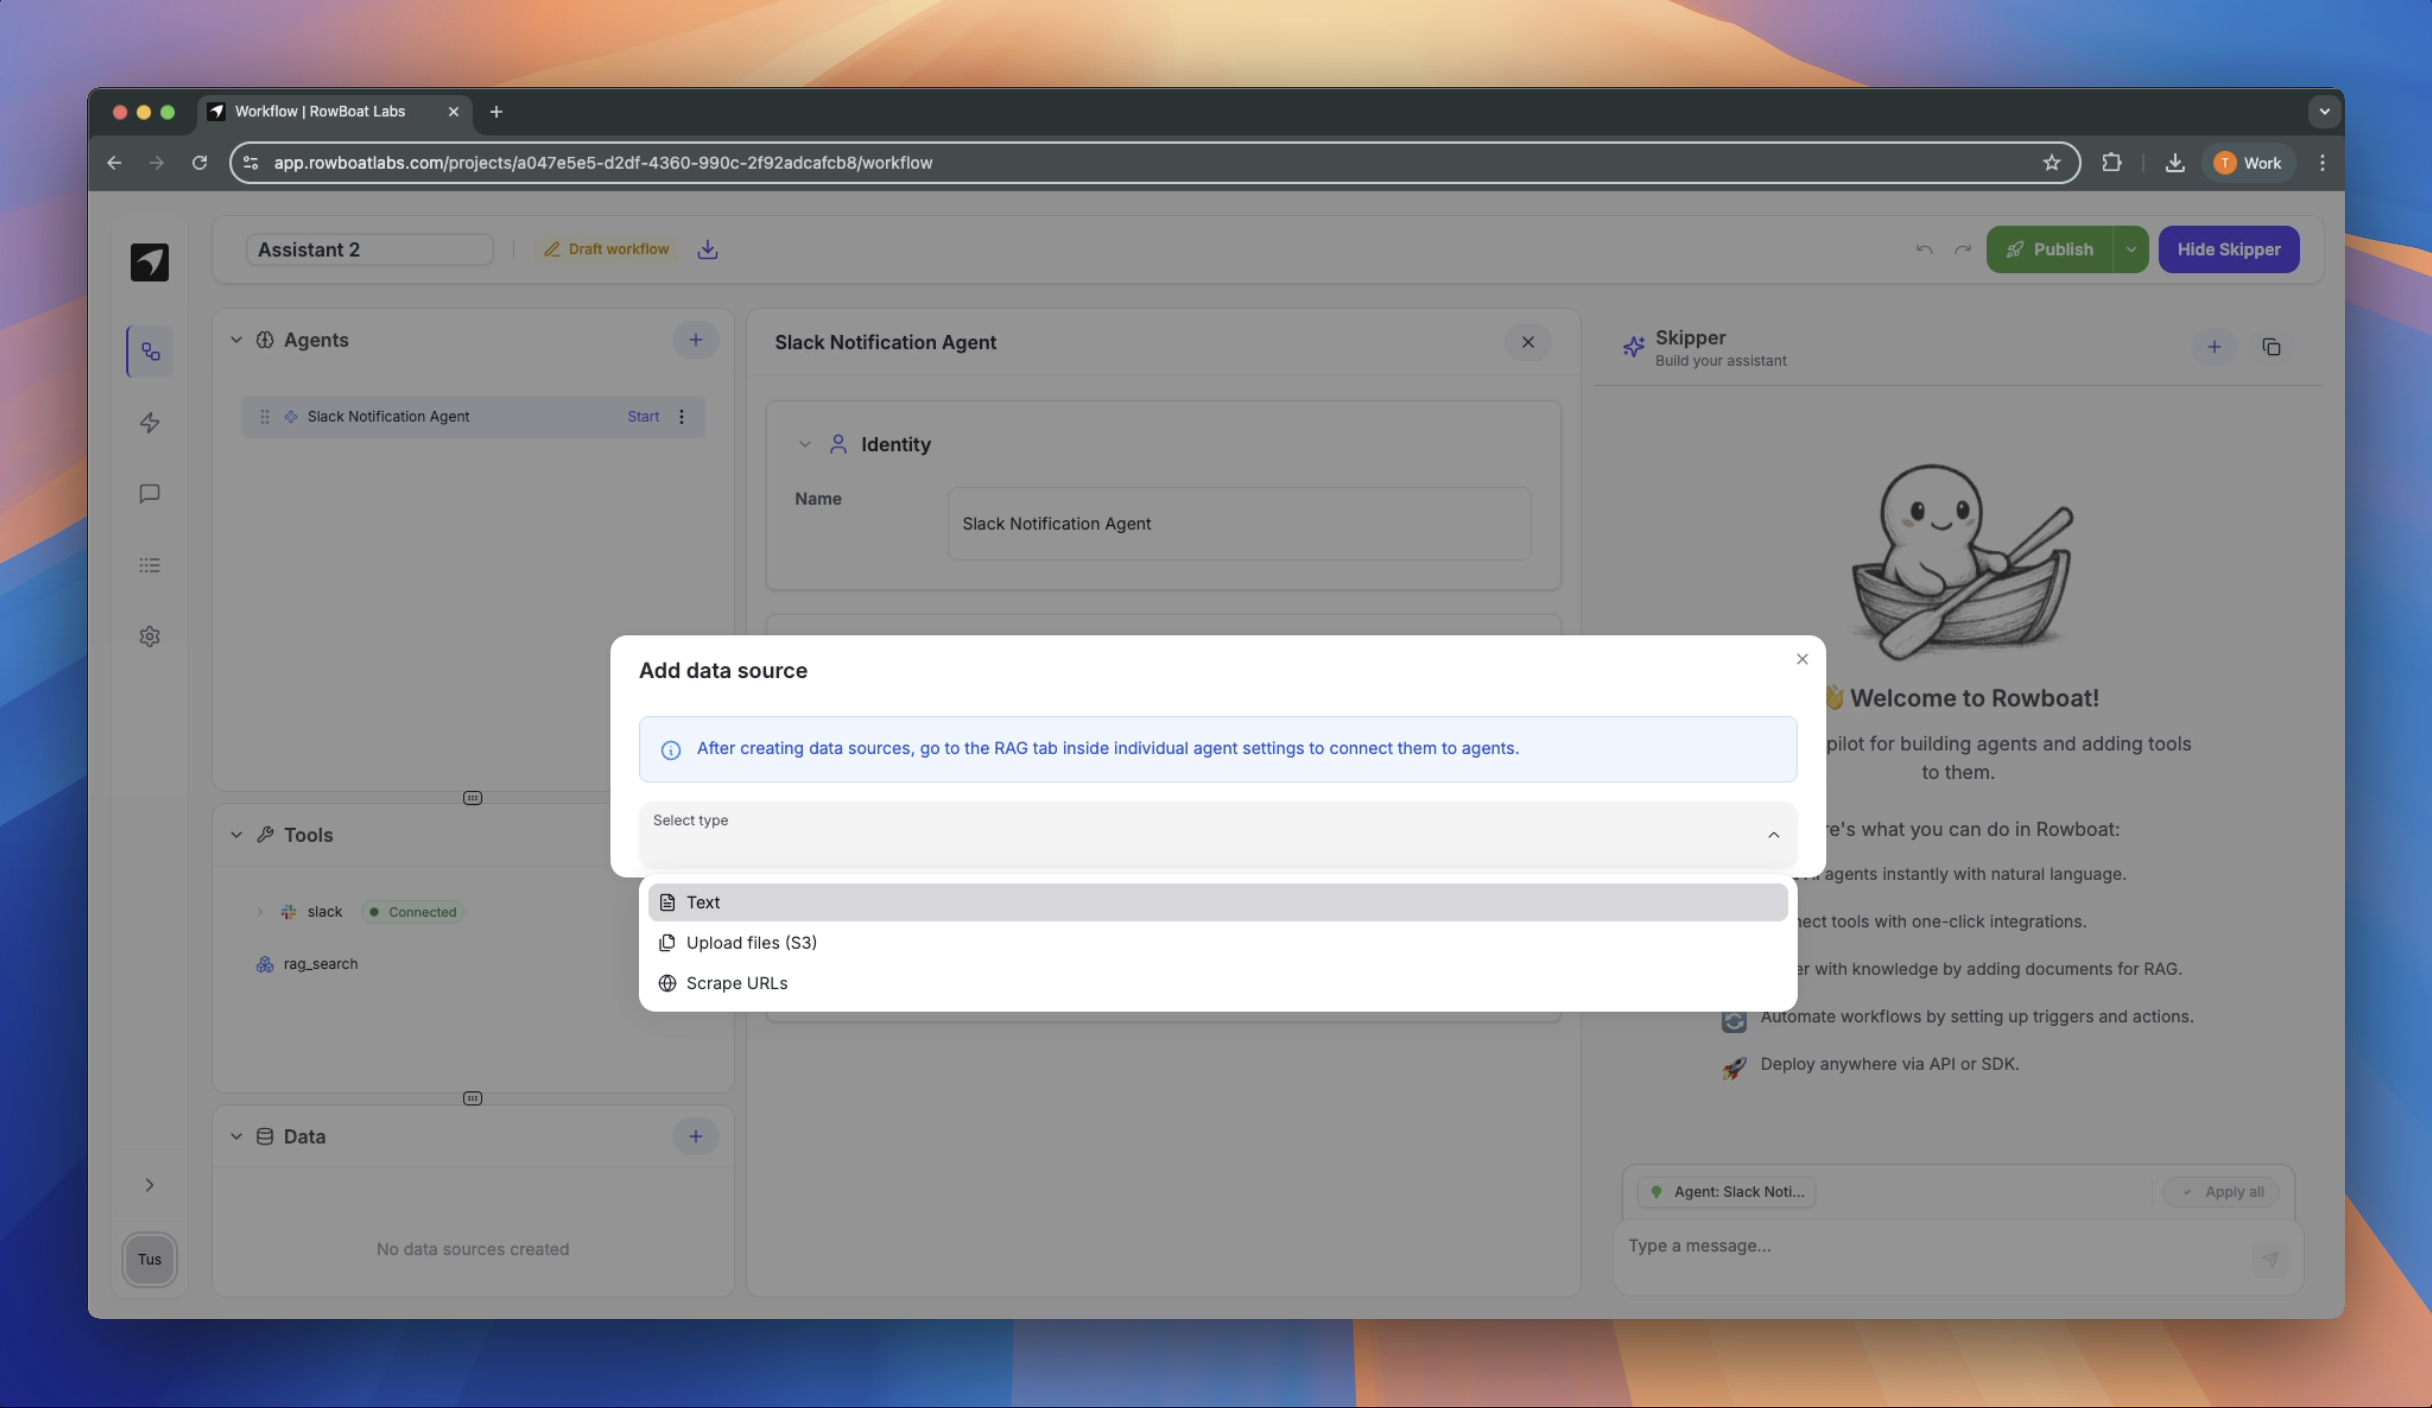 Workflow | RowBoat Labs
app.rowboatlabs.com/projects/a047e5e5-d2df-4360-990c-2f92adcafcb8/workflow
T Work
Assistant 2
Draft workflow
Publish
Hide Skipper
Agents
Slack Notification Agent
Start
Tools
slack
Connected
rag_search
Data
No data sources created
Tus
Slack Notification Agent
Identity
Name
Slack Notification Agent
Add data source
After creating data sources, go to the RAG tab inside individual agent settings to connect them to agents.
Select type
Text
Upload files (S3)
Scrape URLs
Skipper
Build your assistant
Welcome to Rowboat!
pilot for building agents and adding tools
to them.
re's what you can do in Rowboat:
agents instantly with natural language.
nect tools with one-click integrations.
er with knowledge by adding documents for RAG.
Automate workflows by setting up triggers and actions.
Deploy anywhere via API or SDK.
Agent: Slack Noti...
Apply all
Type a message...